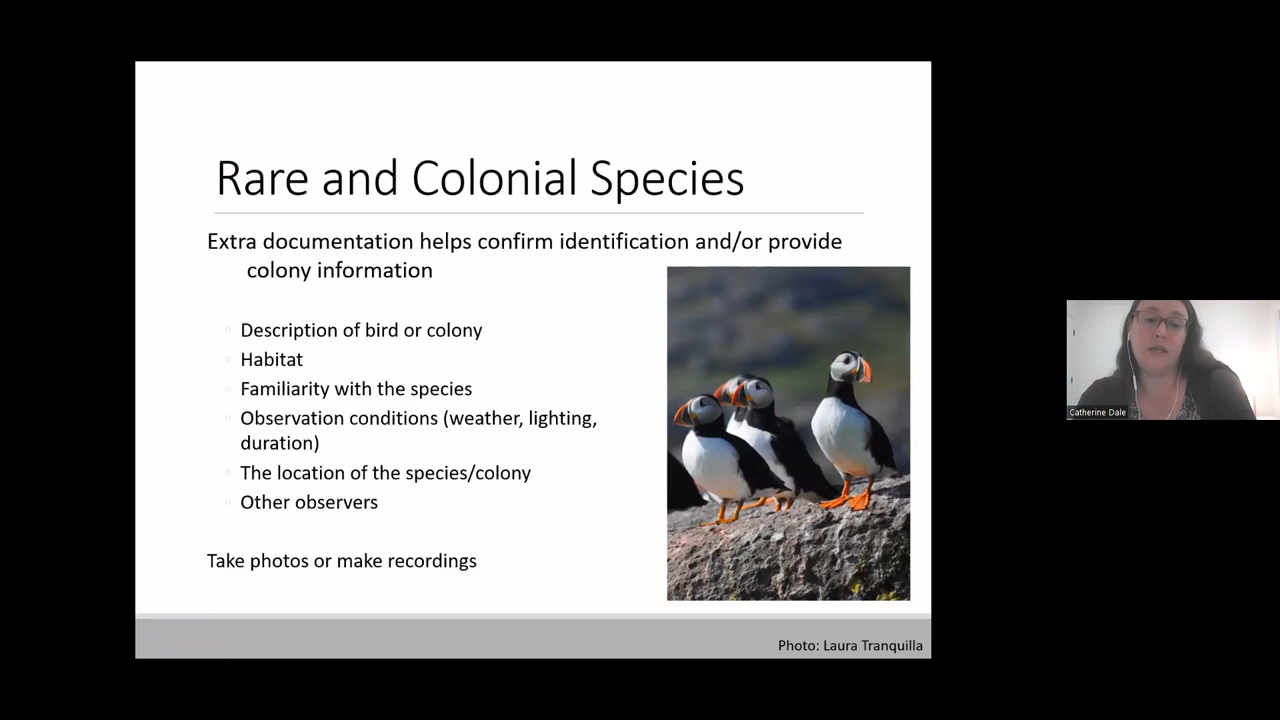 Rare and Colonial Species
Extra documentation helps confirm identification and/or provide
colony information
Description of bird or colony
Habitat
Familiarity with the species
Observation conditions (weather, lighting,
duration)
The location of the species/colony
Other observers
Take photos or make recordings
Photo: Laura Tranquilla
Catherine Dale